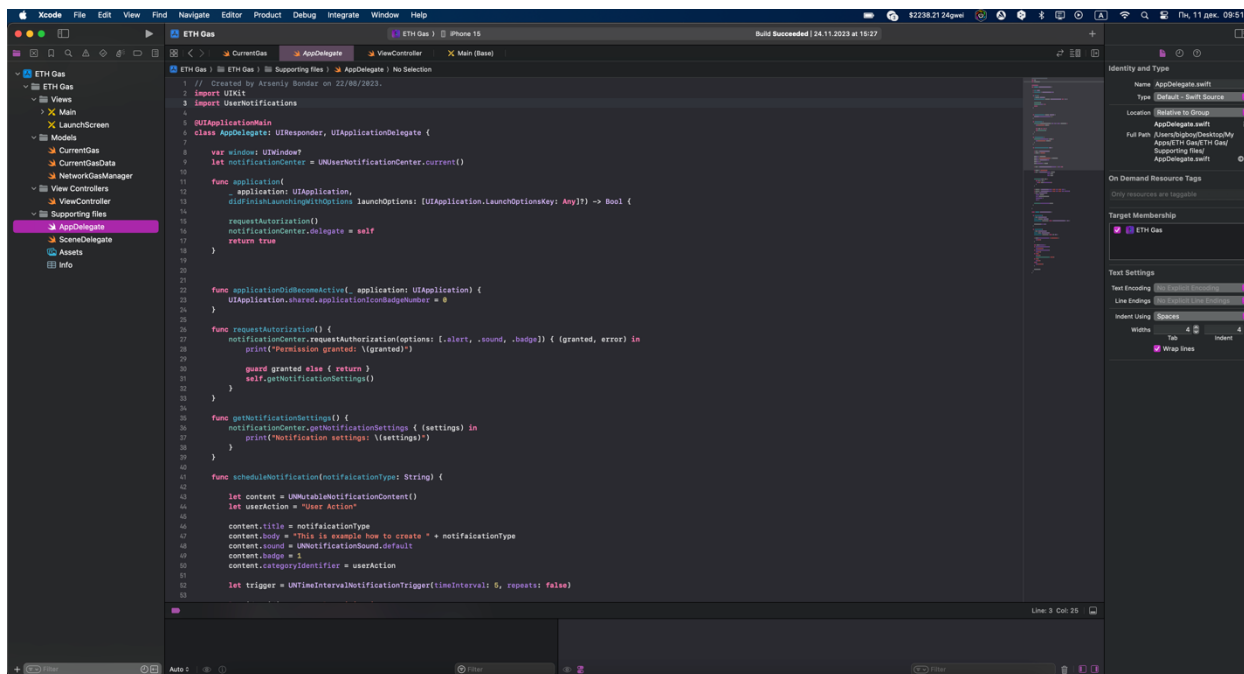 Xcode File Edit View Find Navigate Editor Product Debug Integrate Window Help
$2238.21 24gwei
A
Пн, 11 дек. 09:51
ETH Gas
ETH Gas
iPhone 15
Build Succeeded | 24.11.2023 at 15:27
CurrentGas
AppDelegate
ViewController
Main (Base)
ETH Gas
ETH Gas
Supporting files
AppDelegate
No Selection
ETH Gas
ETH Gas
Views
Main
LaunchScreen
Models
CurrentGas
CurrentGasData
NetworkGasManager
View Controllers
ViewController
Supporting files
AppDelegate
SceneDelegate
Assets
Info
Filter
1 // Created by Arseniy Bondar on 22/08/2023.
2 import UIKit
3 import UserNotifications
4
5 @UIApplicationMain
6 class AppDelegate: UIResponder, UIApplicationDelegate {
7
8 var window: UIWindow?
9 let notificationCenter = UNUserNotificationCenter.current()
10
11 func application(
12 _ application: UIApplication,
13 didFinishLaunchingWithOptions launchOptions: [UIApplication.LaunchOptionsKey: Any]?) -> Bool {
14
15 requestAutorization()
16 notificationCenter.delegate = self
17 return true
18 }
19
20
21
22 func applicationDidBecomeActive(_ application: UIApplication) {
23 UIApplication.shared.applicationIconBadgeNumber = 0
24 }
25
26 func requestAutorization() {
27 notificationCenter.requestAuthorization(options: [.alert, .sound, .badge]) { (granted, error) in
28 print("Permission granted: \(granted)")
29
30 guard granted else { return }
31 self.getNotificationSettings()
32 }
33 }
34
35 func getNotificationSettings() {
36 notificationCenter.getNotificationSettings { (settings) in
37 print("Notification settings: \(settings)")
38 }
39 }
40
41 func scheduleNotification(notifaicationType: String) {
42
43 let content = UNMutableNotificationContent()
44 let userAction = "User Action"
45
46 content.title = notifaicationType
47 content.body = "This is example how to create " + notifaicationType
48 content.sound = UNNotificationSound.default
49 content.badge = 1
50 content.categoryIdentifier = userAction
51
52 let trigger = UNTimeIntervalNotificationTrigger(timeInterval: 5, repeats: false)
53
Line: 3 Col: 25
Auto
Filter
Filter
Identity and Type
Name AppDelegate.swift
Type Default - Swift Source
Location Relative to Group
AppDelegate.swift
Full Path /Users/bigboy/Desktop/My
Apps/ETH Gas/ETH Gas/
Supporting files/
AppDelegate.swift
On Demand Resource Tags
Only resources are taggable
Target Membership
ETH Gas
Text Settings
Text Encoding No Explicit Encoding
Line Endings No Explicit Line Endings
Indent Using Spaces
Widths 4 4
Tab Indent
Wrap lines